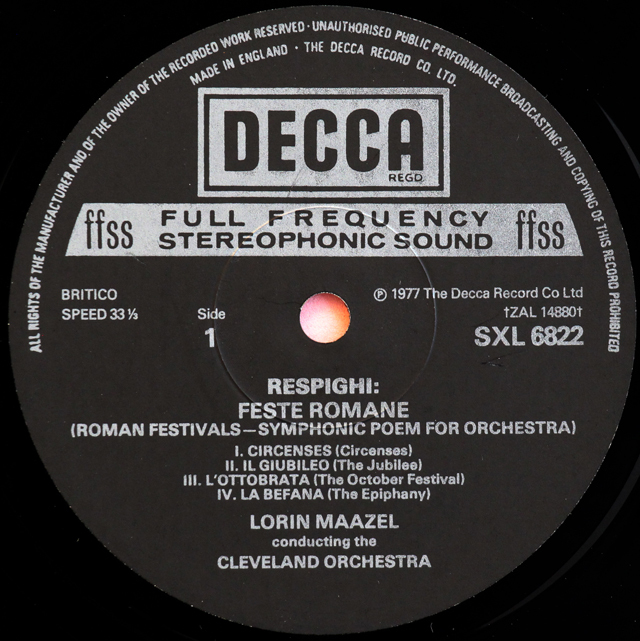 ALL RIGHTS OF THE MANUFACTURER AND OF THE OWNER OF THE RECORDED WORK RESERVED · UNAUTHORISED PUBLIC PERFORMANCE BROADCASTING AND COPYING OF THIS RECORD PROHIBITED
MADE IN ENGLAND · THE DECCA RECORD CO. LTD.
DECCA
REGD
ffss FULL FREQUENCY STEREOPHONIC SOUND ffss
BRITICO
SPEED 33⅓
Side
1
℗ 1977 The Decca Record Co Ltd
†ZAL 14880†
SXL 6822
RESPIGHI:
FESTE ROMANE
(ROMAN FESTIVALS—SYMPHONIC POEM FOR ORCHESTRA)
I. CIRCENSES (Circenses)
II. IL GIUBILEO (The Jubilee)
III. L'OTTOBRATA (The October Festival)
IV. LA BEFANA (The Epiphany)
LORIN MAAZEL
conducting the
CLEVELAND ORCHESTRA